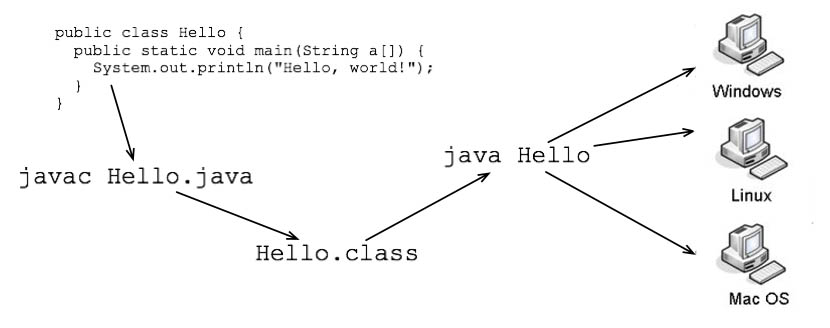 public class Hello {
public static void main(String a[]) {
System.out.println("Hello, world!");
}
}
javac Hello.java
Hello.class
java Hello
Windows
Linux
Mac OS